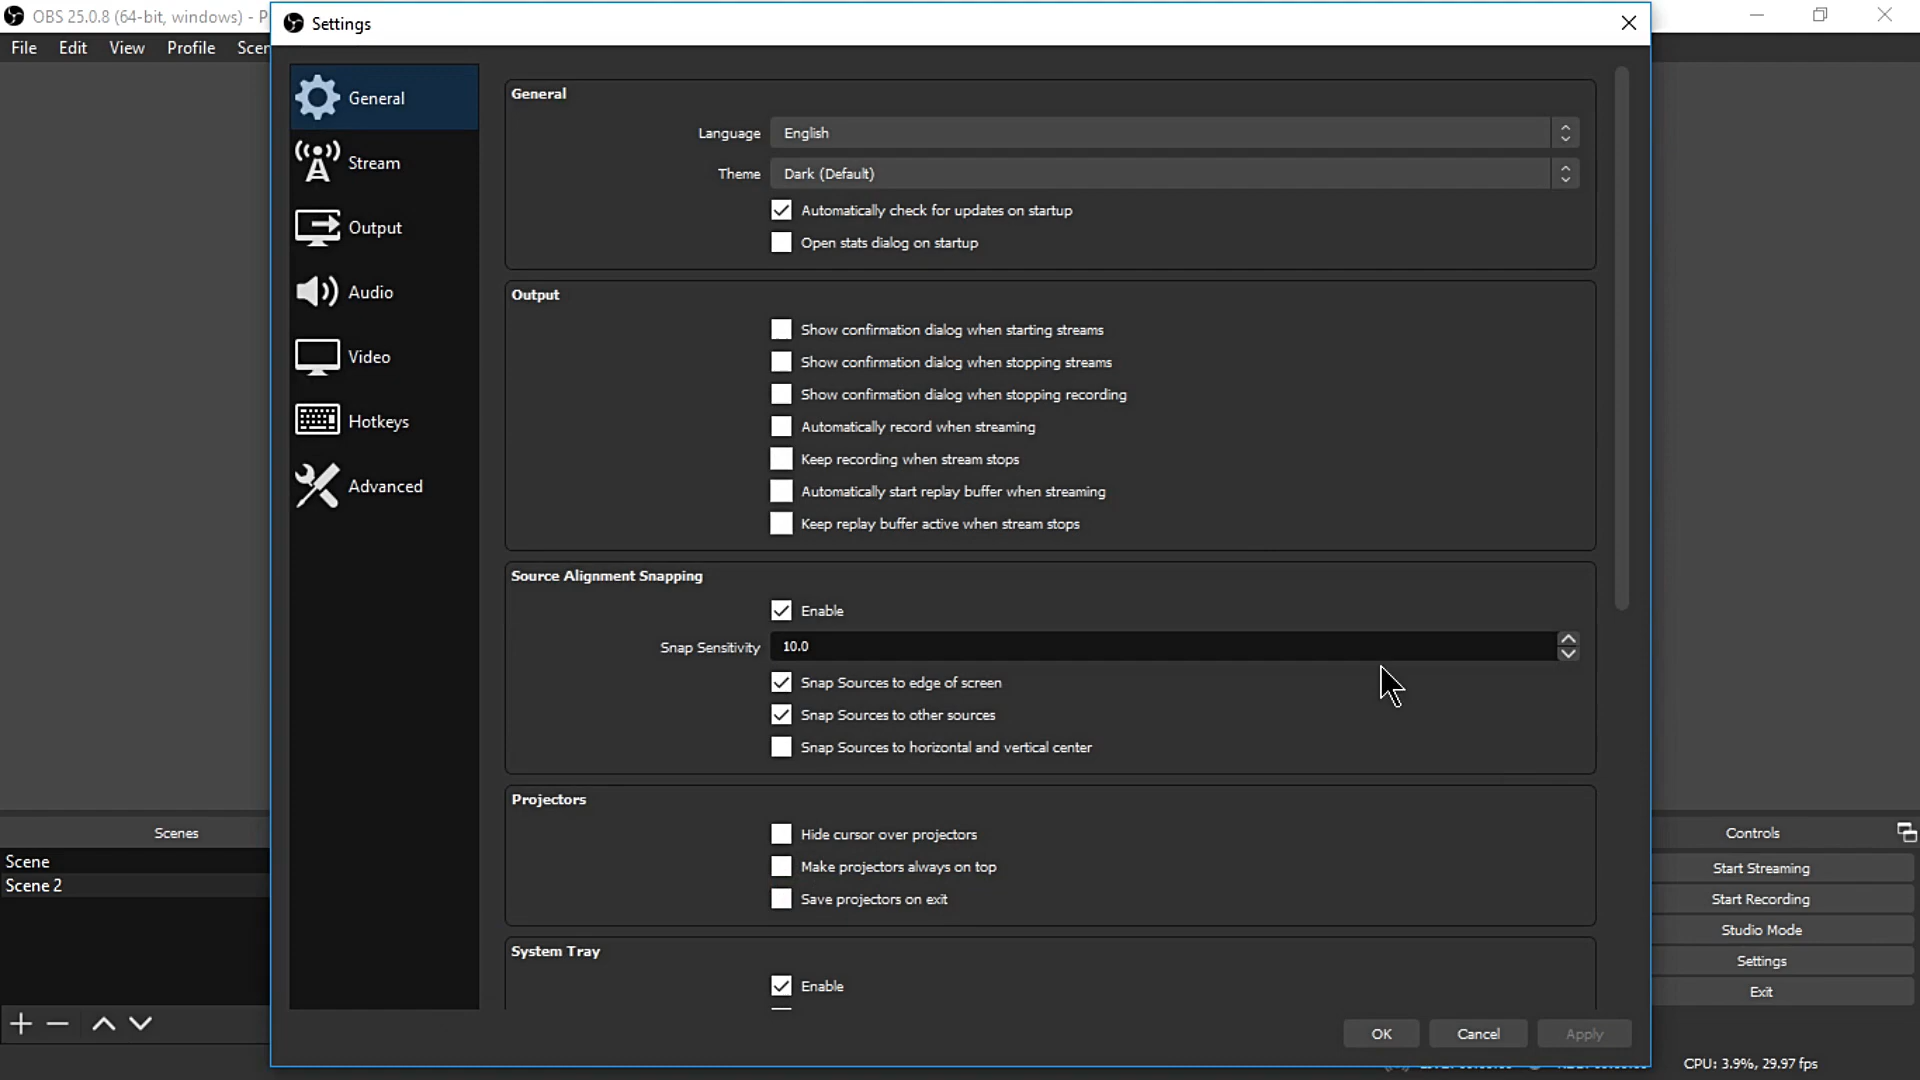 OBS 25.0.8 (64-bit, windows) - P
Settings
File Edit View Profile Scen
General
Stream
Output
Audio
Video
Hotkeys
Advanced
General
Language English
Theme Dark (Default)
Automatically check for updates on startup
Open stats dialog on startup
Output
Show confirmation dialog when starting streams
Show confirmation dialog when stopping streams
Show confirmation dialog when stopping recording
Automatically record when streaming
Keep recording when stream stops
Automatically start replay buffer when streaming
Keep replay buffer active when stream stops
Source Alignment Snapping
Enable
Snap Sensitivity 10.0
Snap Sources to edge of screen
Snap Sources to other sources
Snap Sources to horizontal and vertical center
Projectors
Hide cursor over projectors
Make projectors always on top
Save projectors on exit
System Tray
Enable
OK Cancel Apply
Scenes
Scene
Scene 2
Controls
Start Streaming
Start Recording
Studio Mode
Settings
Exit
CPU: 3.9%, 29.97 fps